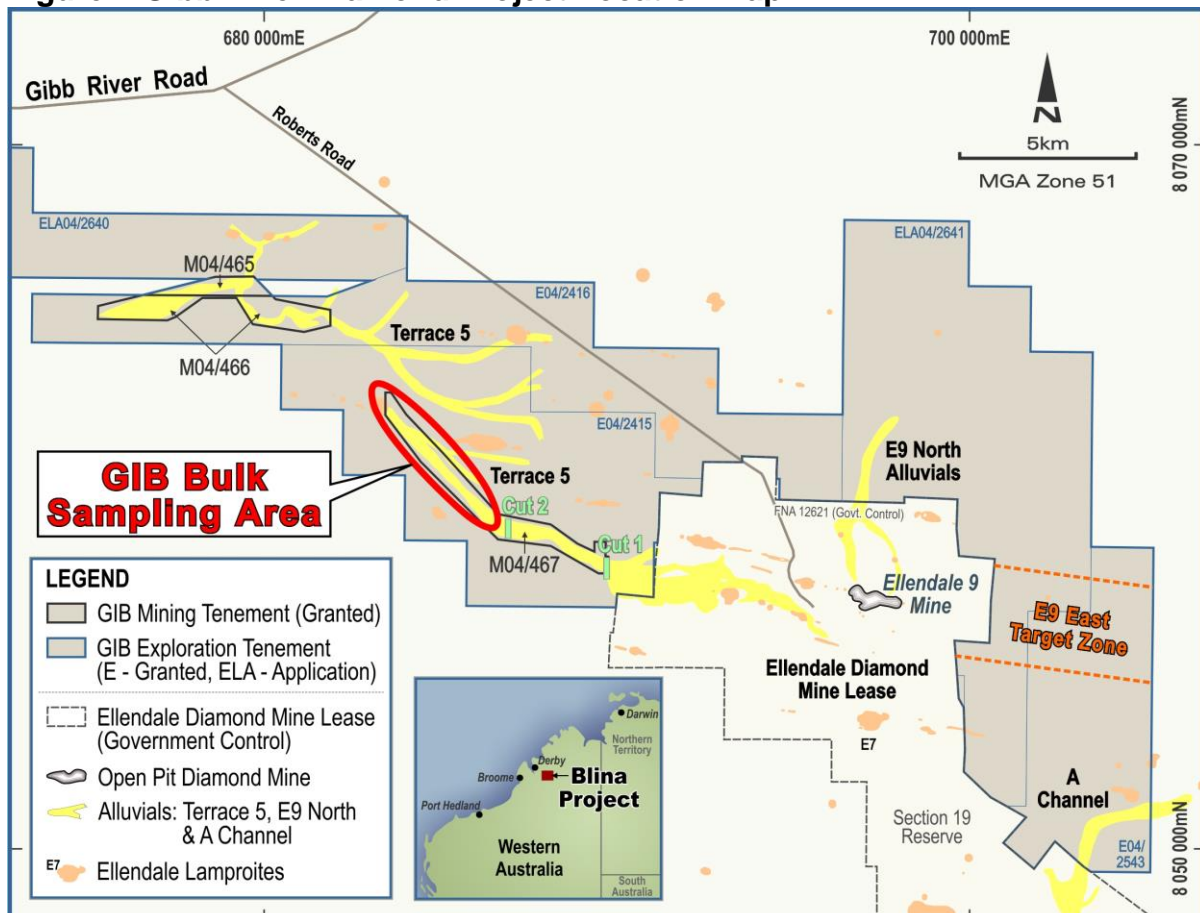 680 000mE
700 000mE
Gibb River Road
Roberts Road
N
5km
MGA Zone 51
8 070 000mN
ELA04/2640
M04/465
ELA04/2641
E04/2416
Terrace 5
M04/466
E04/2415
E9 North
Alluvials
GIB Bulk
Sampling Area
Terrace 5
Cut 2
FNA 12621 (Govt. Control)
M04/467
Cut 1
Ellendale 9
Mine
E9 East
Target Zone
Ellendale Diamond
Mine Lease
E7
A
Channel
Section 19
Reserve
E04/
2543
8 050 000mN
LEGEND
GIB Mining Tenement (Granted)
GIB Exploration Tenement
(E - Granted, ELA - Application)
Ellendale Diamond Mine Lease
(Government Control)
Open Pit Diamond Mine
Alluvials: Terrace 5, E9 North
& A Channel
E7
Ellendale Lamproites
Darwin
Northern
Territory
Derby
Broome
Blina
Project
Port Hedland
Western
Australia
South
Australia